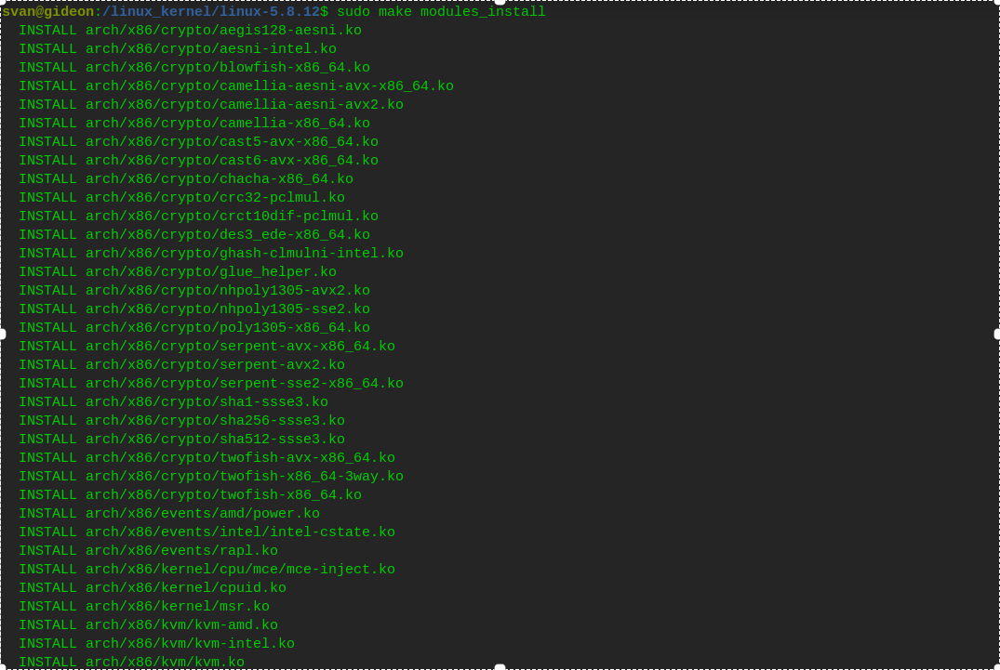 svan@gideon:/linux_kernel/linux-5.8.12$ sudo make modules_install
INSTALL arch/x86/crypto/aegis128-aesni.ko
INSTALL arch/x86/crypto/aesni-intel.ko
INSTALL arch/x86/crypto/blowfish-x86_64.ko
INSTALL arch/x86/crypto/camellia-aesni-avx-x86_64.ko
INSTALL arch/x86/crypto/camellia-aesni-avx2.ko
INSTALL arch/x86/crypto/camellia-x86_64.ko
INSTALL arch/x86/crypto/cast5-avx-x86_64.ko
INSTALL arch/x86/crypto/cast6-avx-x86_64.ko
INSTALL arch/x86/crypto/chacha-x86_64.ko
INSTALL arch/x86/crypto/crc32-pclmul.ko
INSTALL arch/x86/crypto/crct10dif-pclmul.ko
INSTALL arch/x86/crypto/des3_ede-x86_64.ko
INSTALL arch/x86/crypto/ghash-clmulni-intel.ko
INSTALL arch/x86/crypto/glue_helper.ko
INSTALL arch/x86/crypto/nhpoly1305-avx2.ko
INSTALL arch/x86/crypto/nhpoly1305-sse2.ko
INSTALL arch/x86/crypto/poly1305-x86_64.ko
INSTALL arch/x86/crypto/serpent-avx-x86_64.ko
INSTALL arch/x86/crypto/serpent-avx2.ko
INSTALL arch/x86/crypto/serpent-sse2-x86_64.ko
INSTALL arch/x86/crypto/sha1-ssse3.ko
INSTALL arch/x86/crypto/sha256-ssse3.ko
INSTALL arch/x86/crypto/sha512-ssse3.ko
INSTALL arch/x86/crypto/twofish-avx-x86_64.ko
INSTALL arch/x86/crypto/twofish-x86_64-3way.ko
INSTALL arch/x86/crypto/twofish-x86_64.ko
INSTALL arch/x86/events/amd/power.ko
INSTALL arch/x86/events/intel/intel-cstate.ko
INSTALL arch/x86/events/rapl.ko
INSTALL arch/x86/kernel/cpu/mce/mce-inject.ko
INSTALL arch/x86/kernel/cpuid.ko
INSTALL arch/x86/kernel/msr.ko
INSTALL arch/x86/kvm/kvm-amd.ko
INSTALL arch/x86/kvm/kvm-intel.ko
INSTALL arch/x86/kvm/kvm.ko